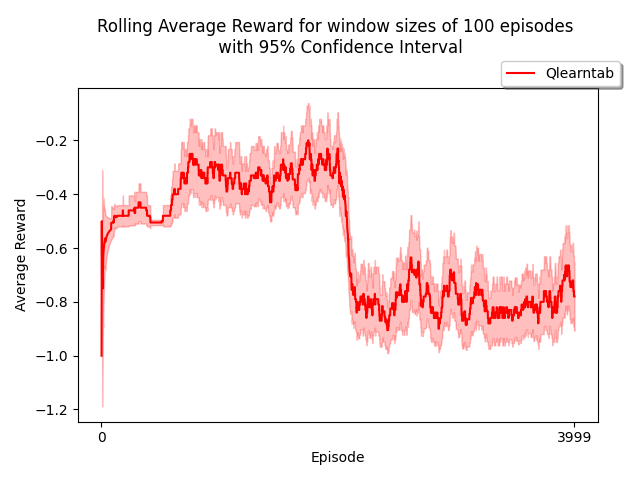 Rolling Average Reward for window sizes of 100 episodes
with 95% Confidence Interval
Qlearntab
−0.2
−0.4
−0.6
−0.8
−1.0
−1.2
Average Reward
0
3999
Episode